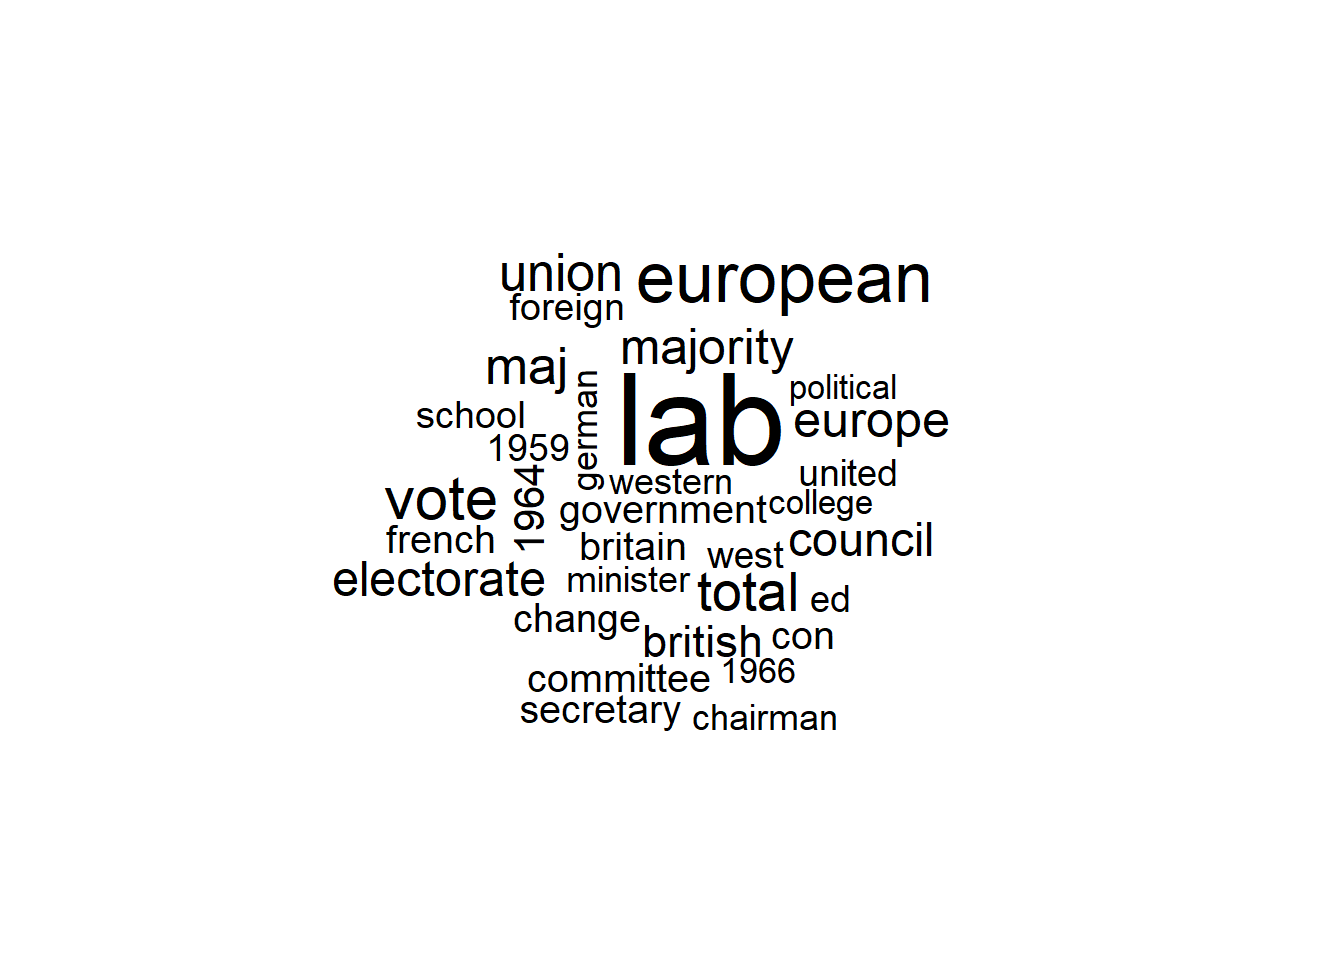 union european
foreign
majority
maj
german
lab
political
school
europe
1959
1964
western
united
vote
government
college
french
britain
west
council
electorate
minister
total
ed
change
british
con
committee
1966
secretary
chairman